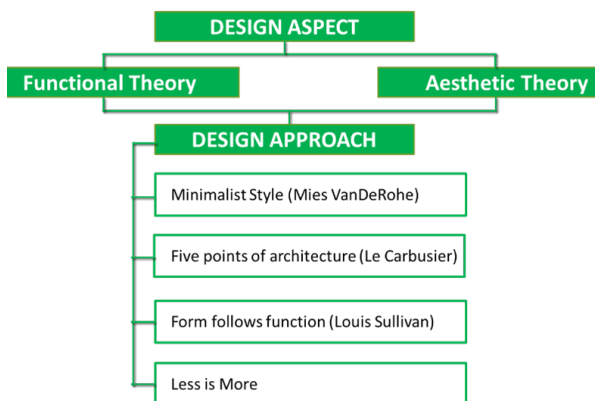 DESIGN ASPECT
Functional Theory
Aesthetic Theory
DESIGN APPROACH
Minimalist Style (Mies VanDeRohe)
Five points of architecture (Le Carbusier)
Form follows function (Louis Sullivan)
Less is More